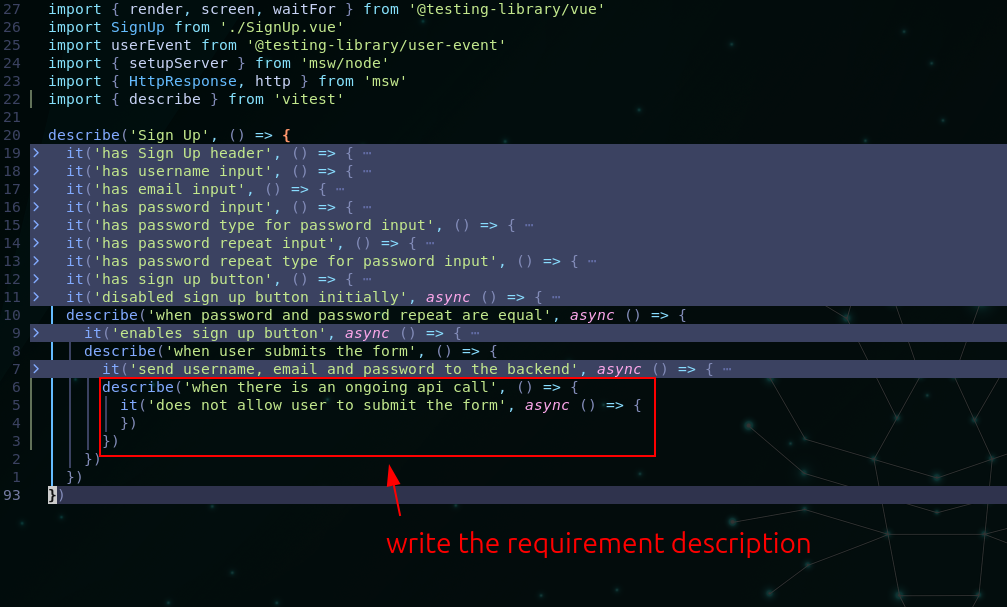 27 import { render, screen, waitFor } from '@testing-library/vue'
26 import SignUp from './SignUp.vue'
25 import userEvent from '@testing-library/user-event'
24 import { setupServer } from 'msw/node'
23 import { HttpResponse, http } from 'msw'
22 import { describe } from 'vitest'
21
20 describe('Sign Up', () => {
19 > it('has Sign Up header', () => { ⋯
18 > it('has username input', () => { ⋯
17 > it('has email input', () => { ⋯
16 > it('has password input', () => { ⋯
15 > it('has password type for password input', () => { ⋯
14 > it('has password repeat input', () => { ⋯
13 > it('has password repeat type for password input', () => { ⋯
12 > it('has sign up button', () => { ⋯
11 > it('disabled sign up button initially', async () => { ⋯
10 describe('when password and password repeat are equal', async () => {
9 > it('enables sign up button', async () => { ⋯
8 describe('when user submits the form', () => {
7 > it('send username, email and password to the backend', async () => { ⋯
6 describe('when there is an ongoing api call', () => {
5 it('does not allow user to submit the form', async () => {
4 })
3 })
2 })
1 })
93 })
write the requirement description